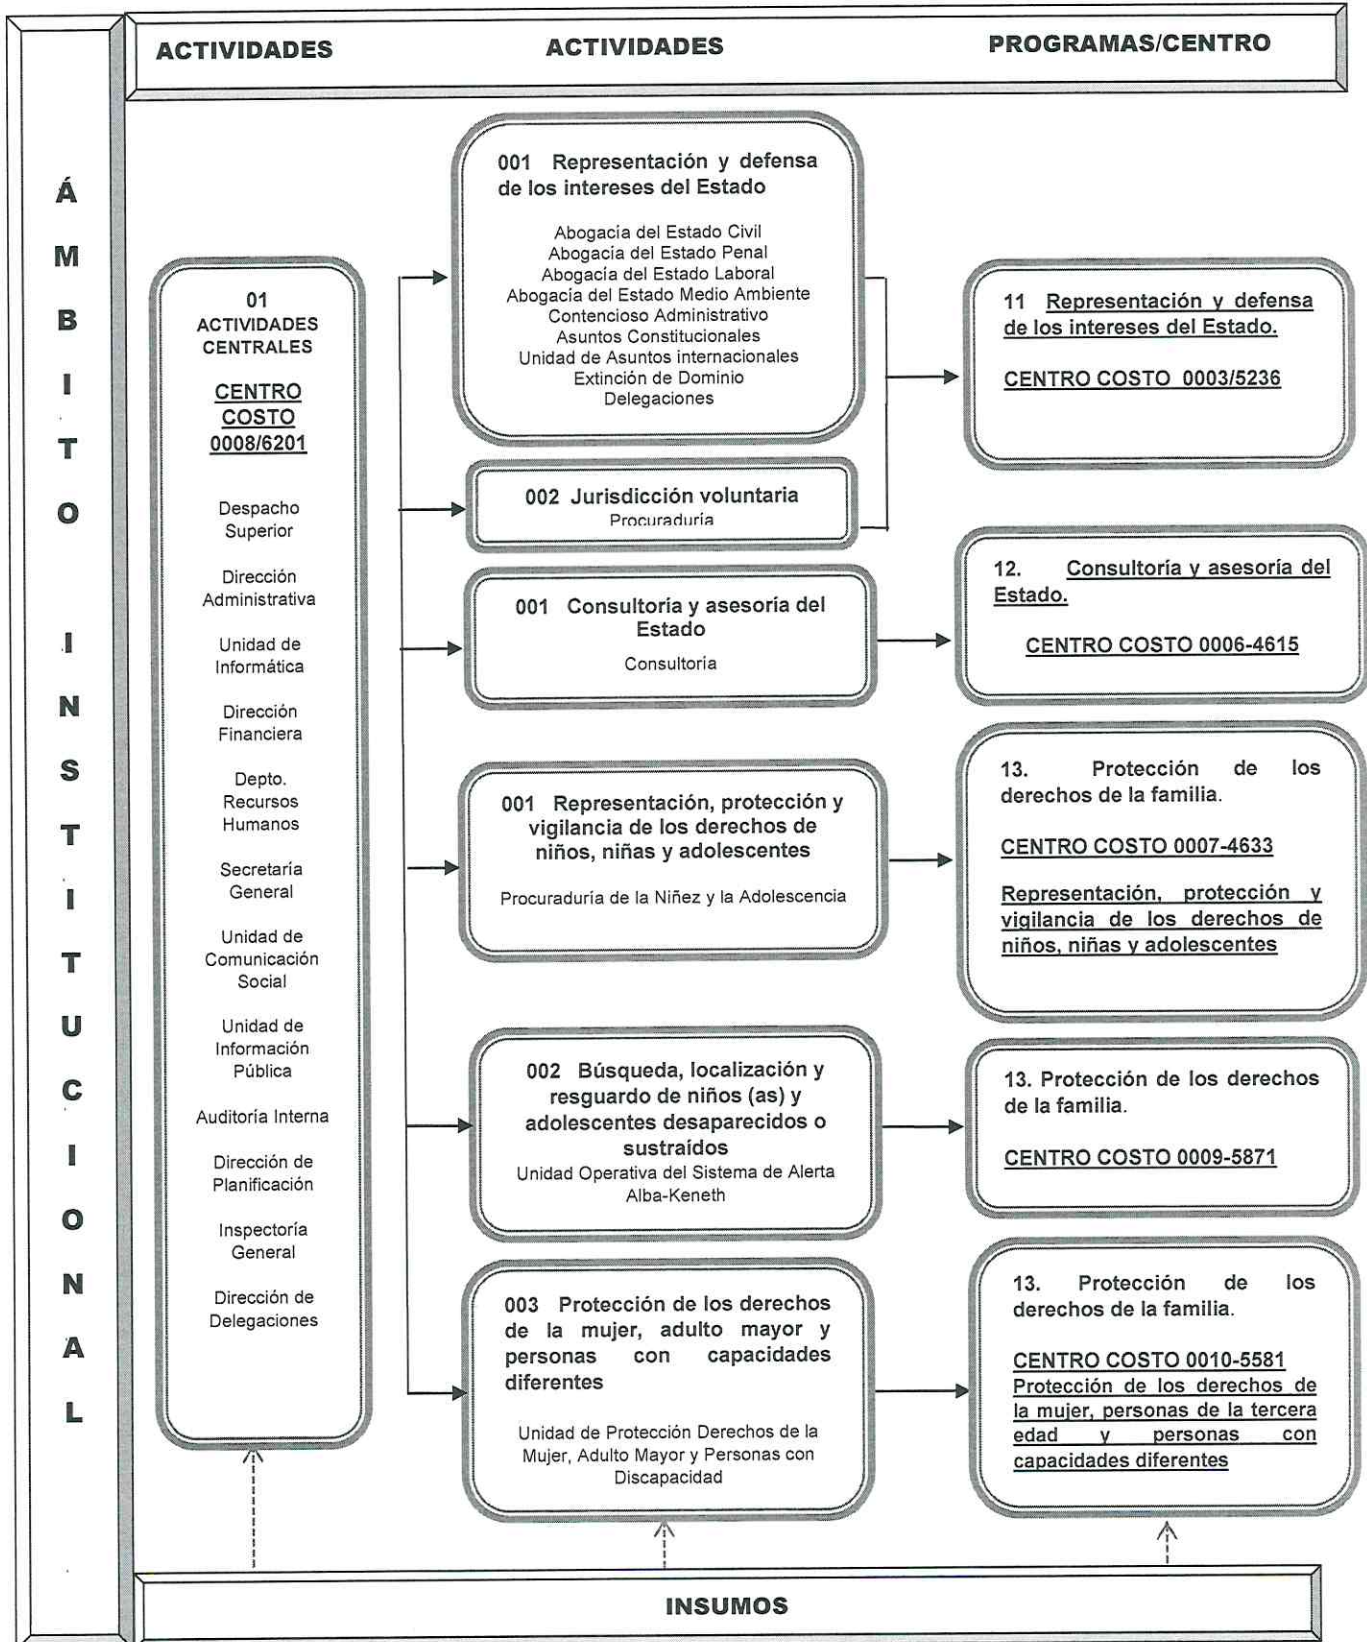 ACTIVIDADES
ACTIVIDADES
PROGRAMAS/CENTRO
ÁMBITO INSTITUCIONAL
01
ACTIVIDADES
CENTRALES
CENTRO
COSTO
0008/6201
Despacho
Superior
Dirección
Administrativa
Unidad de
Informática
Dirección
Financiera
Depto.
Recursos
Humanos
Secretaría
General
Unidad de
Comunicación
Social
Unidad de
Información
Pública
Auditoría Interna
Dirección de
Planificación
Inspectoría
General
Dirección de
Delegaciones
001 Representación y defensa
de los intereses del Estado
Abogacía del Estado Civil
Abogacía del Estado Penal
Abogacía del Estado Laboral
Abogacía del Estado Medio Ambiente
Contencioso Administrativo
Asuntos Constitucionales
Unidad de Asuntos internacionales
Extinción de Dominio
Delegaciones
002 Jurisdicción voluntaria
Procuraduría
001 Consultoría y asesoría del
Estado
Consultoría
001 Representación, protección y
vigilancia de los derechos de
niños, niñas y adolescentes
Procuraduría de la Niñez y la Adolescencia
002 Búsqueda, localización y
resguardo de niños (as) y
adolescentes desaparecidos o
sustraídos
Unidad Operativa del Sistema de Alerta
Alba-Keneth
003 Protección de los derechos
de la mujer, adulto mayor y
personas con capacidades
diferentes
Unidad de Protección Derechos de la
Mujer, Adulto Mayor y Personas con
Discapacidad
11 Representación y defensa
de los intereses del Estado.
CENTRO COSTO 0003/5236
12. Consultoría y asesoría del
Estado.
CENTRO COSTO 0006-4615
13. Protección de los
derechos de la familia.
CENTRO COSTO 0007-4633
Representación, protección y
vigilancia de los derechos de
niños, niñas y adolescentes
13. Protección de los derechos
de la familia.
CENTRO COSTO 0009-5871
13. Protección de los
derechos de la familia.
CENTRO COSTO 0010-5581
Protección de los derechos de
la mujer, personas de la tercera
edad y personas con
capacidades diferentes
INSUMOS